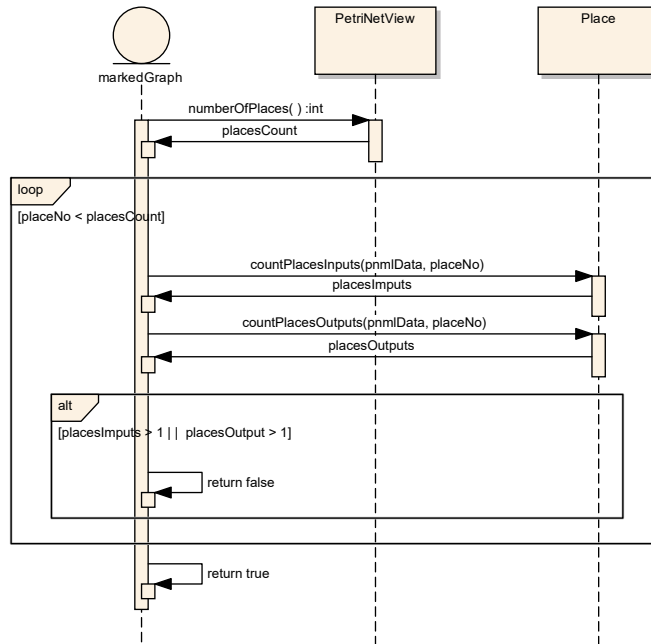 markedGraph
PetriNetView
Place
numberOfPlaces( ) :int
placesCount
loop
[placeNo < placesCount]
countPlacesInputs(pnmlData, placeNo)
placesImputs
countPlacesOutputs(pnmlData, placeNo)
placesOutputs
alt
[placesImputs > 1 | | placesOutput > 1]
return false
return true